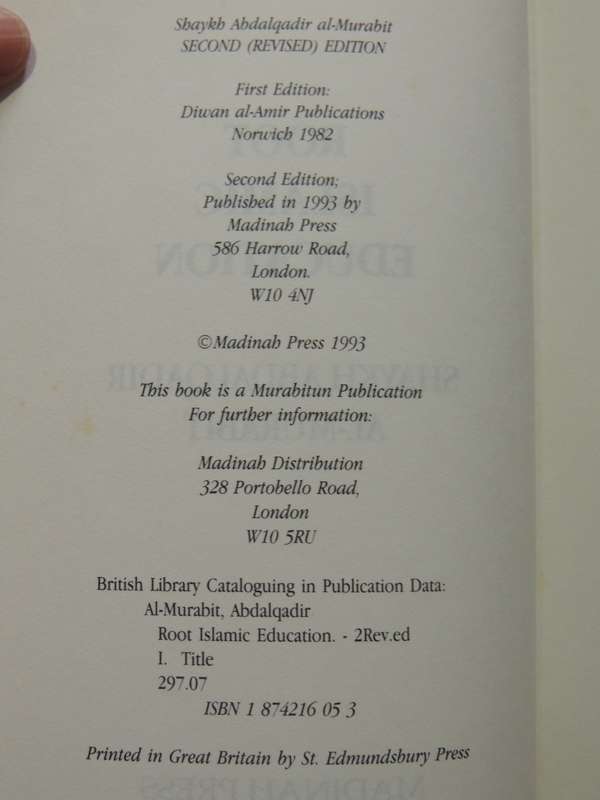 Shaykh Abdalqadir al-Murabit
SECOND (REVISED) EDITION
First Edition:
Diwan al-Amir Publications
Norwich 1982
Second Edition;
Published in 1993 by
Madinah Press
586 Harrow Road,
London.
W10 4NJ
©Madinah Press 1993
This book is a Murabitun Publication
For further information:
Madinah Distribution
328 Portobello Road,
London
W10 5RU
British Library Cataloguing in Publication Data:
Al-Murabit, Abdalqadir
Root Islamic Education. - 2Rev.ed
I. Title
297.07
ISBN 1 874216 05 3
Printed in Great Britain by St. Edmundsbury Press